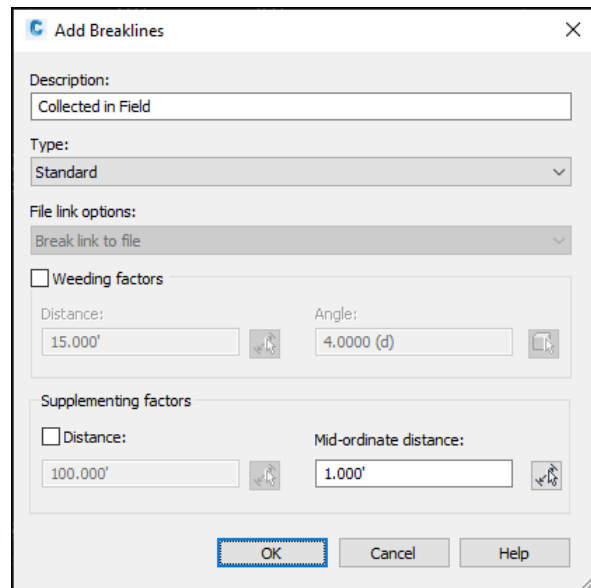 C Add Breaklines
Description:
Collected in Field
Type:
Standard
File link options:
Break link to file
Weeding factors
Distance: Angle:
15.000' 4.0000 (d)
Supplementing factors
Distance: Mid-ordinate distance:
100.000' 1.000'
OK Cancel Help